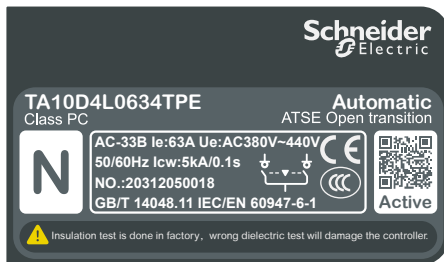 Schneider
Electric
TA10D4L0634TPE
Automatic
Class PC
ATSE Open transition
N
AC-33B Ie:63A Ue:AC380V~440V
CE
50/60Hz Icw:5kA/0.1s
NO.:20312050018
CCC
GB/T 14048.11 IEC/EN 60947-6-1
Active
Insulation test is done in factory, wrong dielectric test will damage the controller.